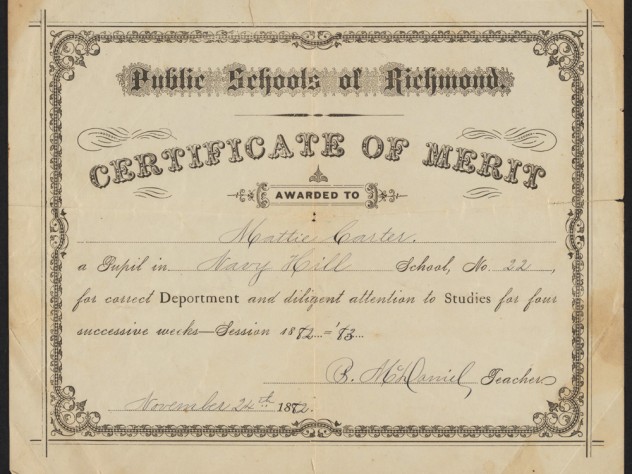 Public Schools of Richmond.
CERTIFICATE OF MERIT
AWARDED TO
Mattie Carter.
a Pupil in Navy Hill School, No. 22,
for correct Department and diligent attention to Studies for four
successive weeks—Session 1872=’73
B. McDaniel, Teacher
November 24th 1872.